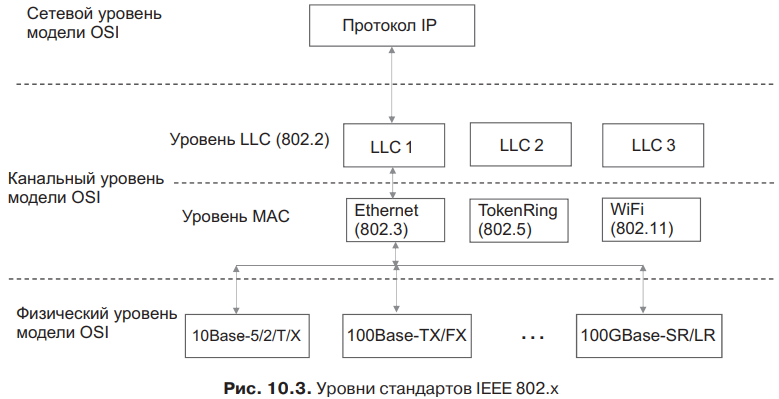 Сетевой уровень
модели OSI
Протокол IP
Уровень LLC (802.2)
LLC 1
LLC 2
LLC 3
Канальный уровень
модели OSI
Уровень MAC
Ethernet
(802.3)
TokenRing
(802.5)
WiFi
(802.11)
Физический уровень
модели OSI
10Base-5/2/T/X
100Base-TX/FX
...
100GBase-SR/LR
Рис. 10.3. Уровни стандартов IEEE 802.x